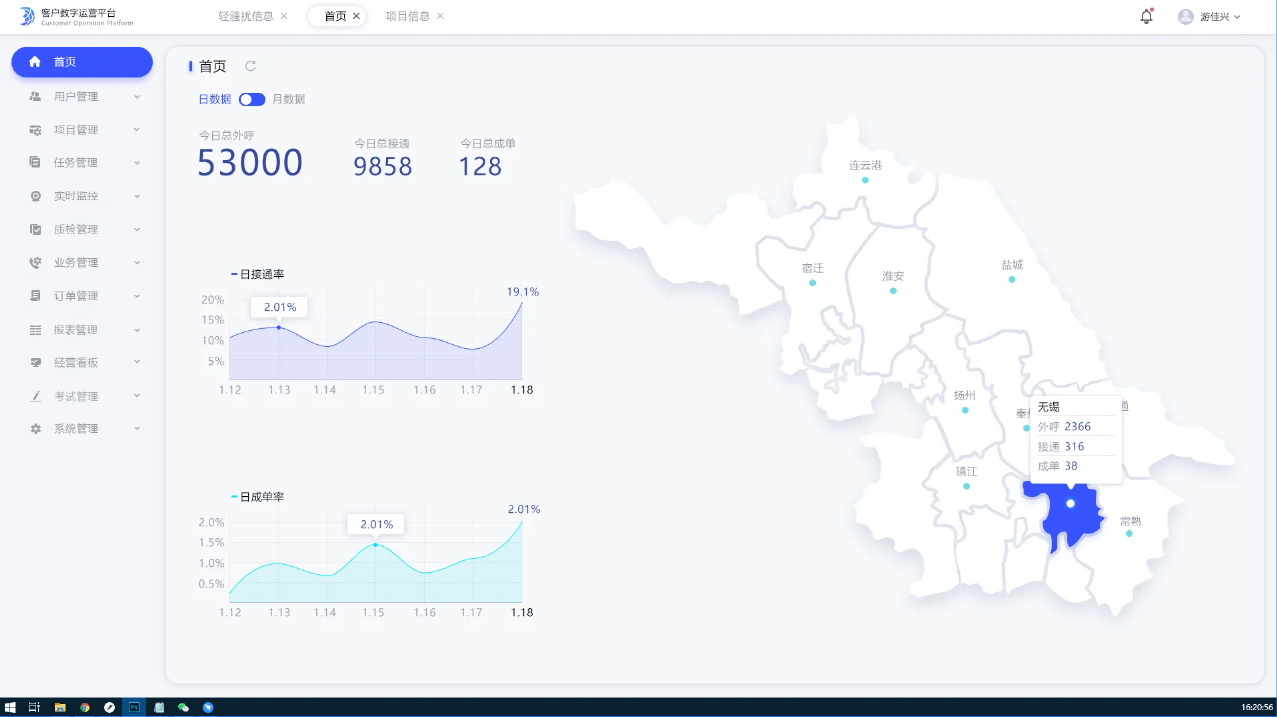 客户数字运营平台
Customer Operation Platform
轻骚扰信息
首页
项目信息
游佳兴
首页
用户管理
项目管理
任务管理
实时监控
质检管理
业务管理
订单管理
报表管理
经营看板
考试管理
系统管理
首页
日数据
月数据
今日总外呼
53000
今日总接通
9858
今日总成单
128
日接通率
19.1%
2.01%
20%
15%
10%
5%
1.12 1.13 1.14 1.15 1.16 1.17 1.18
日成单率
2.01%
2.01%
2.0%
1.5%
1.0%
0.5%
1.12 1.13 1.14 1.15 1.16 1.17 1.18
连云港
宿迁
淮安
盐城
扬州
镇江
常熟
无锡
外呼 2366
接通 316
成单 38
Ps
16:20:56